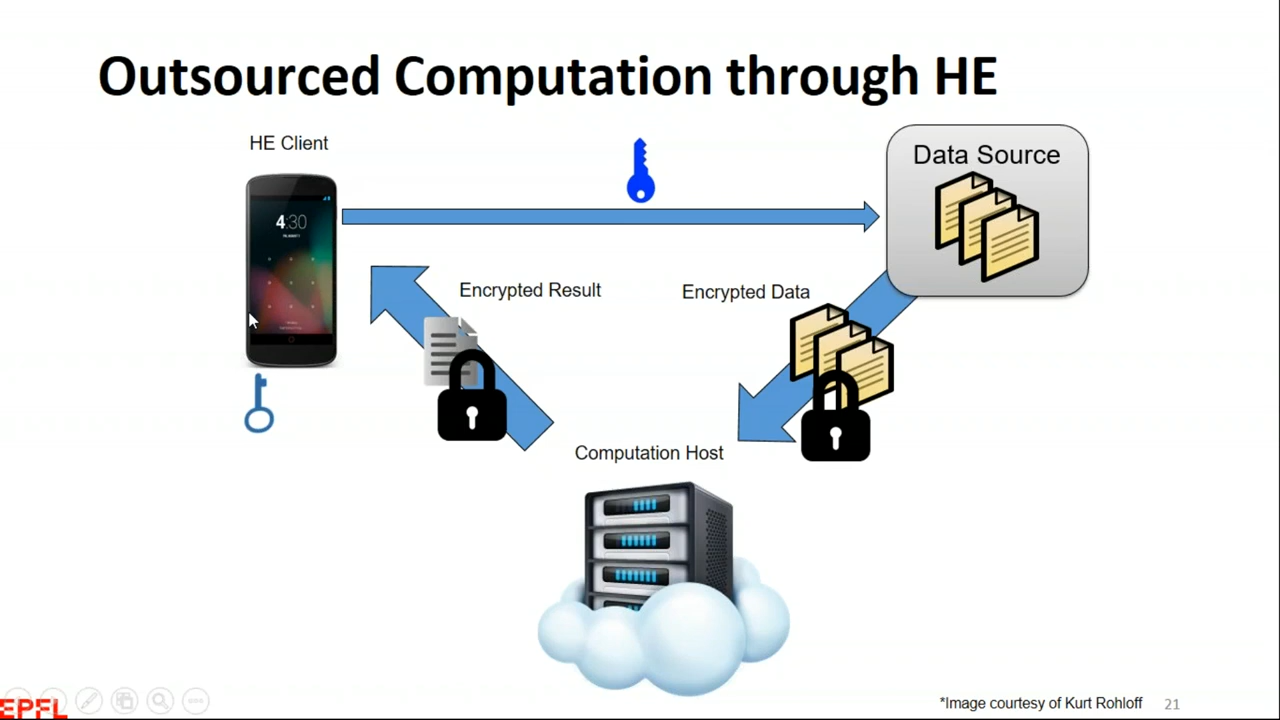 Outsourced Computation through HE
HE Client
Data Source
4:30
Encrypted Result
Encrypted Data
Computation Host
EPFL
*Image courtesy of Kurt Rohloff
21